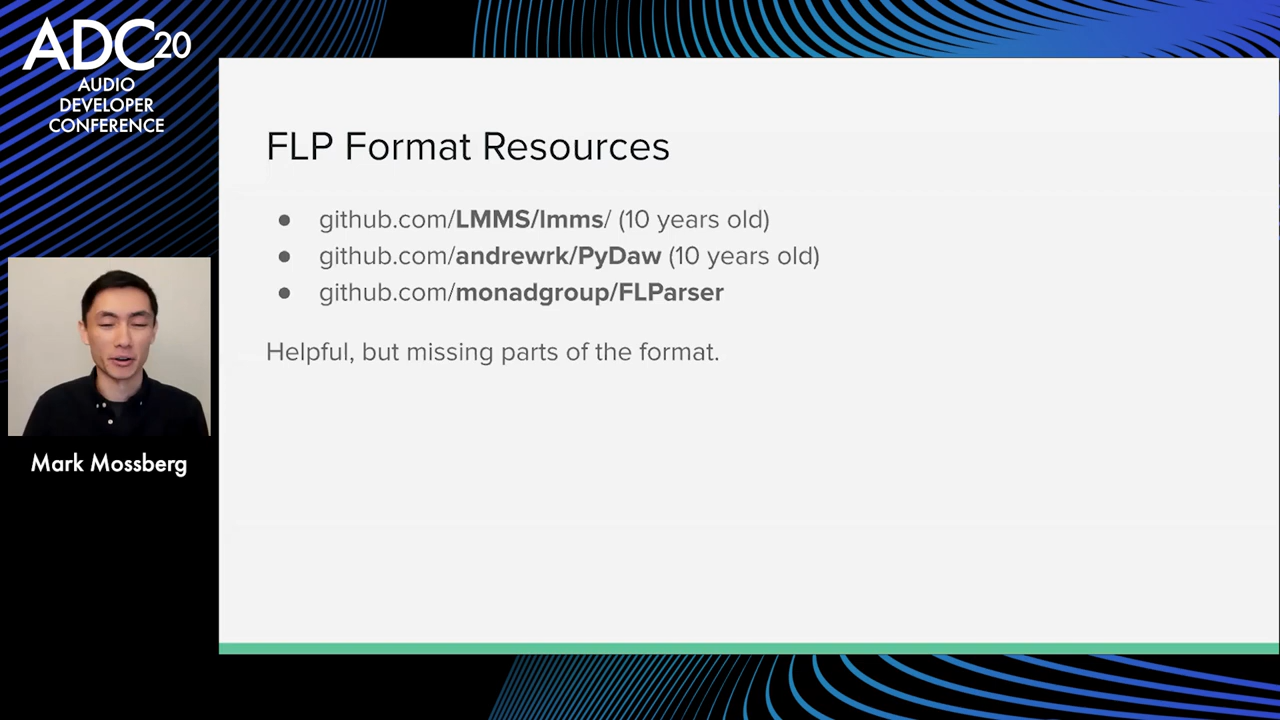 ADC20
AUDIO
DEVELOPER
CONFERENCE
FLP Format Resources
● github.com/LMMS/lmms/ (10 years old)
● github.com/andrewrk/PyDaw (10 years old)
● github.com/monadgroup/FLParser
Helpful, but missing parts of the format.
Mark Mossberg